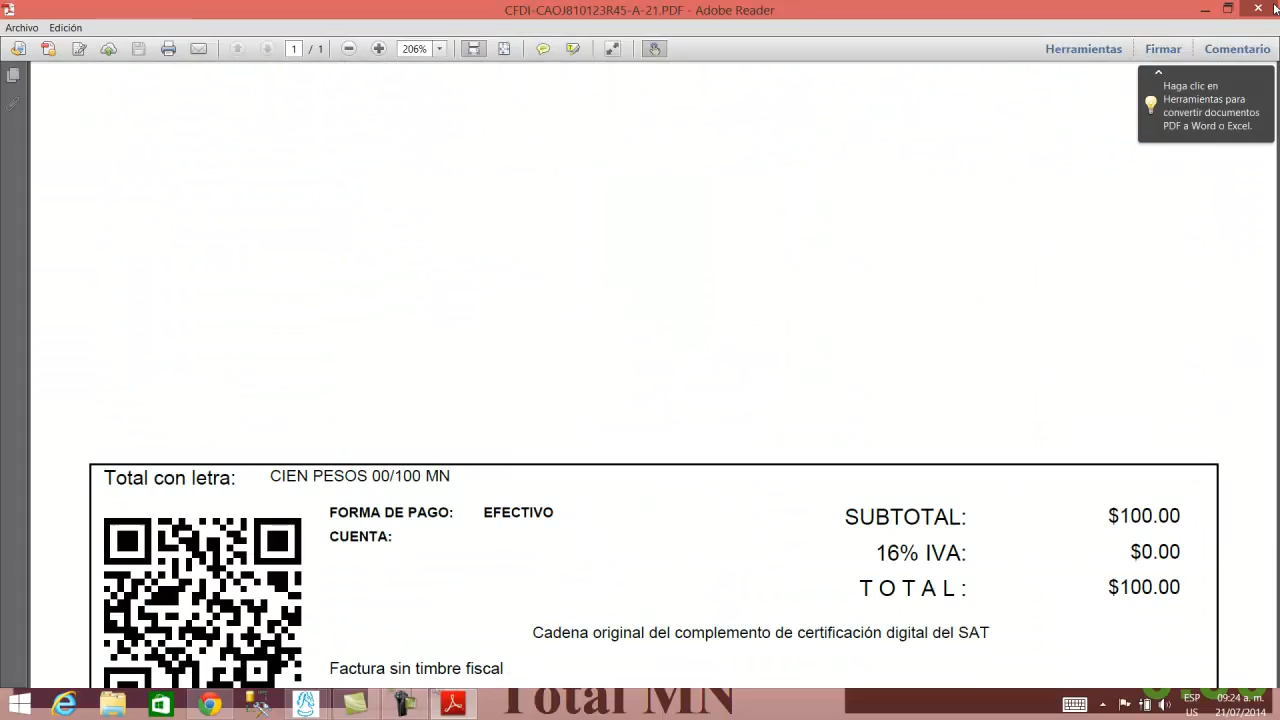 CFDI-CAOJ810123R45-A-21.PDF - Adobe Reader
Archivo Edición
1 / 1 206% Herramientas Firmar Comentario
Haga clic en
Herramientas para
convertir documentos
PDF a Word o Excel.
Total con letra: CIEN PESOS 00/100 MN
FORMA DE PAGO: EFECTIVO
CUENTA:
SUBTOTAL: $100.00
16% IVA: $0.00
T O T A L : $100.00
Cadena original del complemento de certificación digital del SAT
Factura sin timbre fiscal
Total MN
ESP 09:24 a. m.
US 21/07/2014